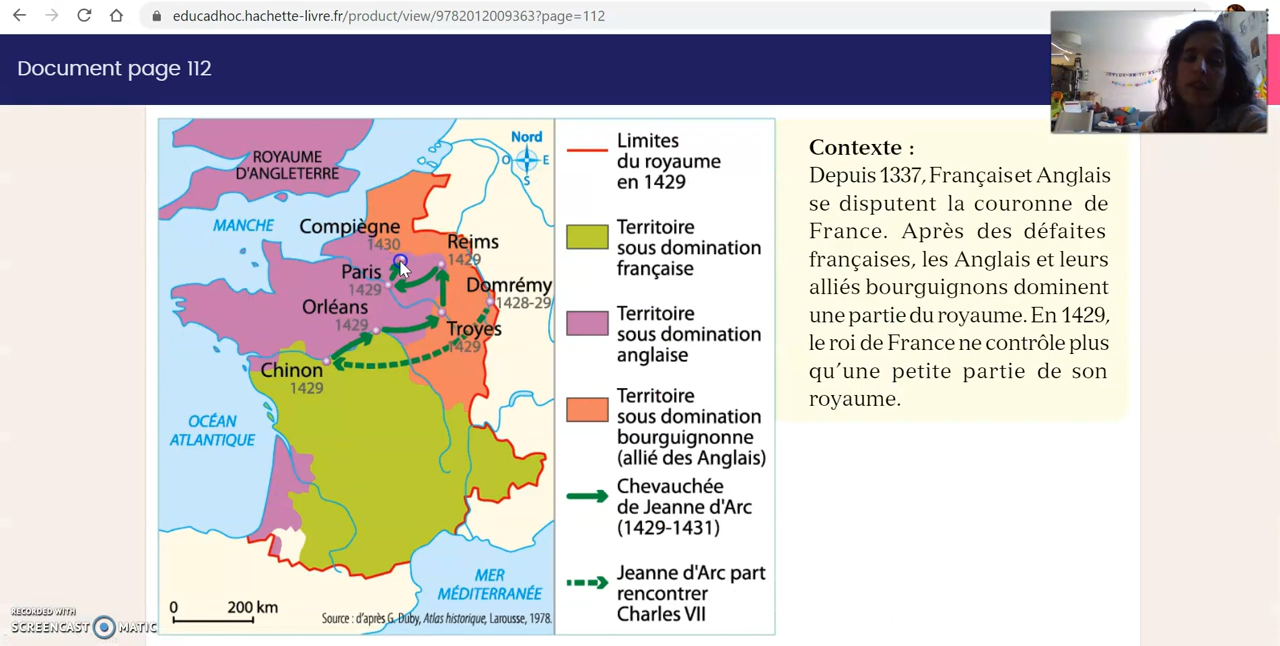 educadhoc.hachette-livre.fr/product/view/9782012009363?page=112
Document page 112
ROYAUME
D'ANGLETERRE
MANCHE
Nord
O
E
S
Compiègne
1430
Reims
1429
Paris
1429
Domrémy
1428-29
Orléans
1429
Troyes
1429
Chinon
1429
OCÉAN
ATLANTIQUE
MER
MÉDITERRANÉE
0 200 km
Source : d'après G. Duby, Atlas historique, Larousse, 1978.
Limites
du royaume
en 1429
Territoire
sous domination
française
Territoire
sous domination
anglaise
Territoire
sous domination
bourguignonne
(allié des Anglais)
Chevauchée
de Jeanne d'Arc
(1429-1431)
Jeanne d'Arc part
rencontrer
Charles VII
Contexte :
Depuis 1337, Français et Anglais
se disputent la couronne de
France. Après des défaites
françaises, les Anglais et leurs
alliés bourguignons dominent
une partie du royaume. En 1429,
le roi de France ne contrôle plus
qu'une petite partie de son
royaume.
RECORDED WITH
SCREENCAST MATIC